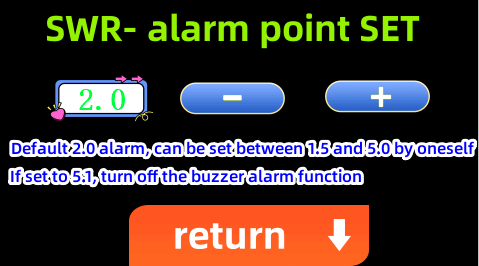 SWR- alarm point SET
2.0 - +
Default 2.0 alarm, can be set between 1.5 and 5.0 by oneself
If set to 5.1, turn off the buzzer alarm function
return